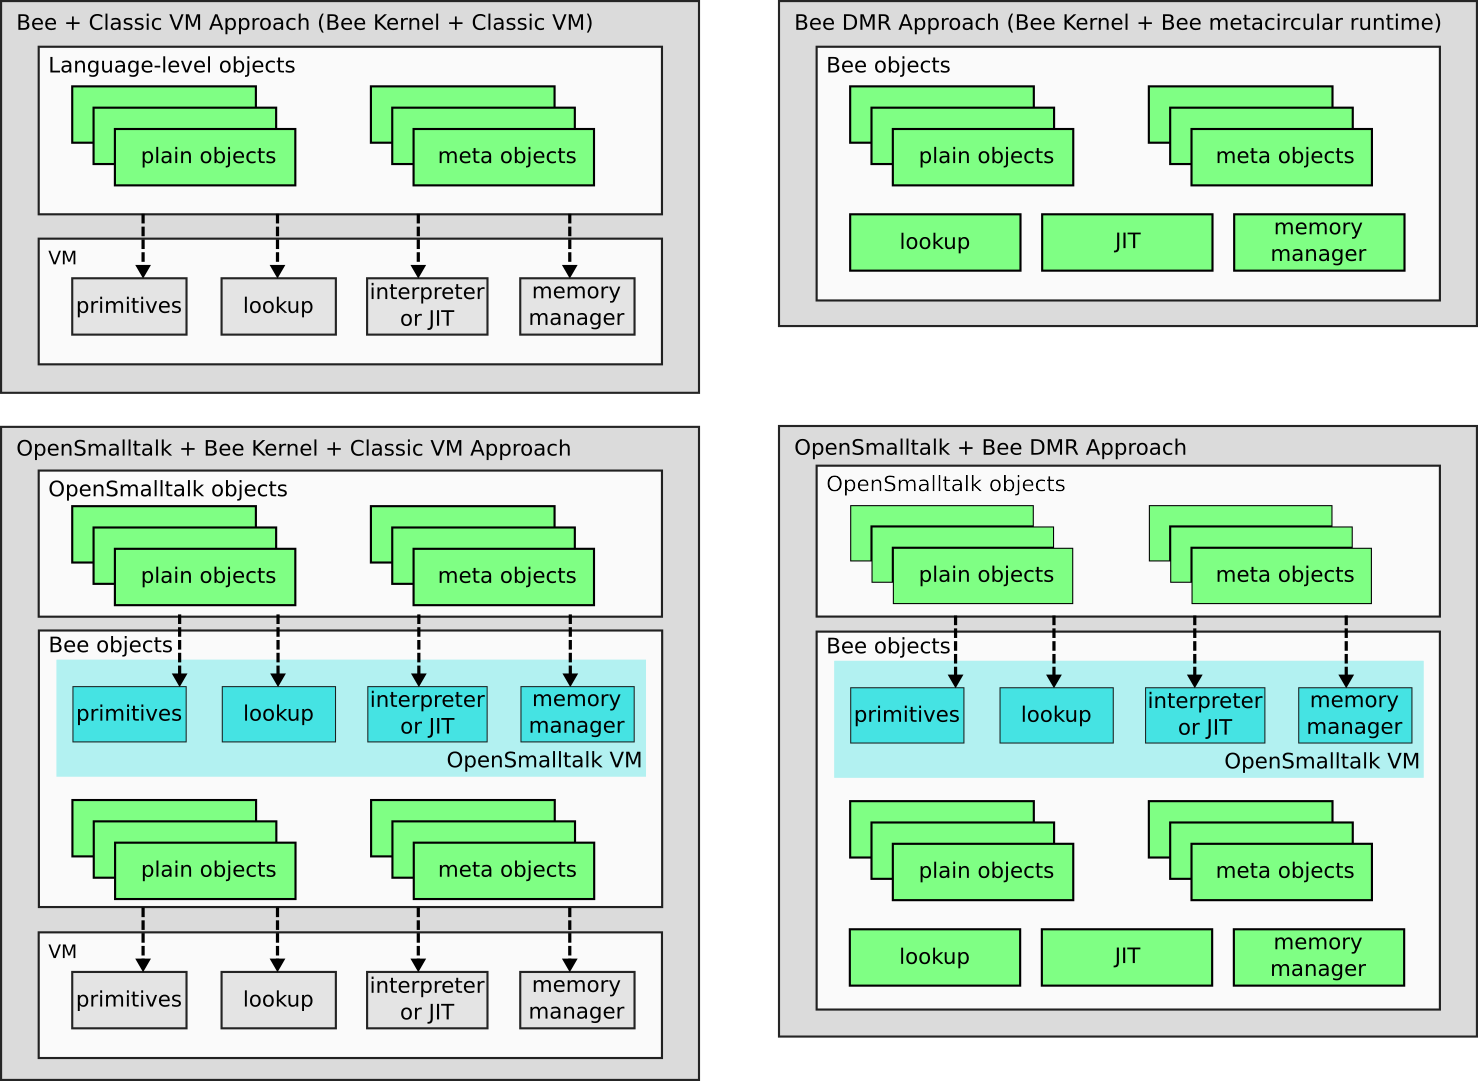 Bee + Classic VM Approach (Bee Kernel + Classic VM)
Language-level objects
plain objects
meta objects
VM
primitives
lookup
interpreter
or JIT
memory
manager
Bee DMR Approach (Bee Kernel + Bee metacircular runtime)
Bee objects
plain objects
meta objects
lookup
JIT
memory
manager
OpenSmalltalk + Bee Kernel + Classic VM Approach
OpenSmalltalk objects
plain objects
meta objects
Bee objects
primitives
lookup
interpreter
or JIT
memory
manager
OpenSmalltalk VM
plain objects
meta objects
VM
primitives
lookup
interpreter
or JIT
memory
manager
OpenSmalltalk + Bee DMR Approach
OpenSmalltalk objects
plain objects
meta objects
Bee objects
primitives
lookup
interpreter
or JIT
memory
manager
OpenSmalltalk VM
plain objects
meta objects
lookup
JIT
memory
manager